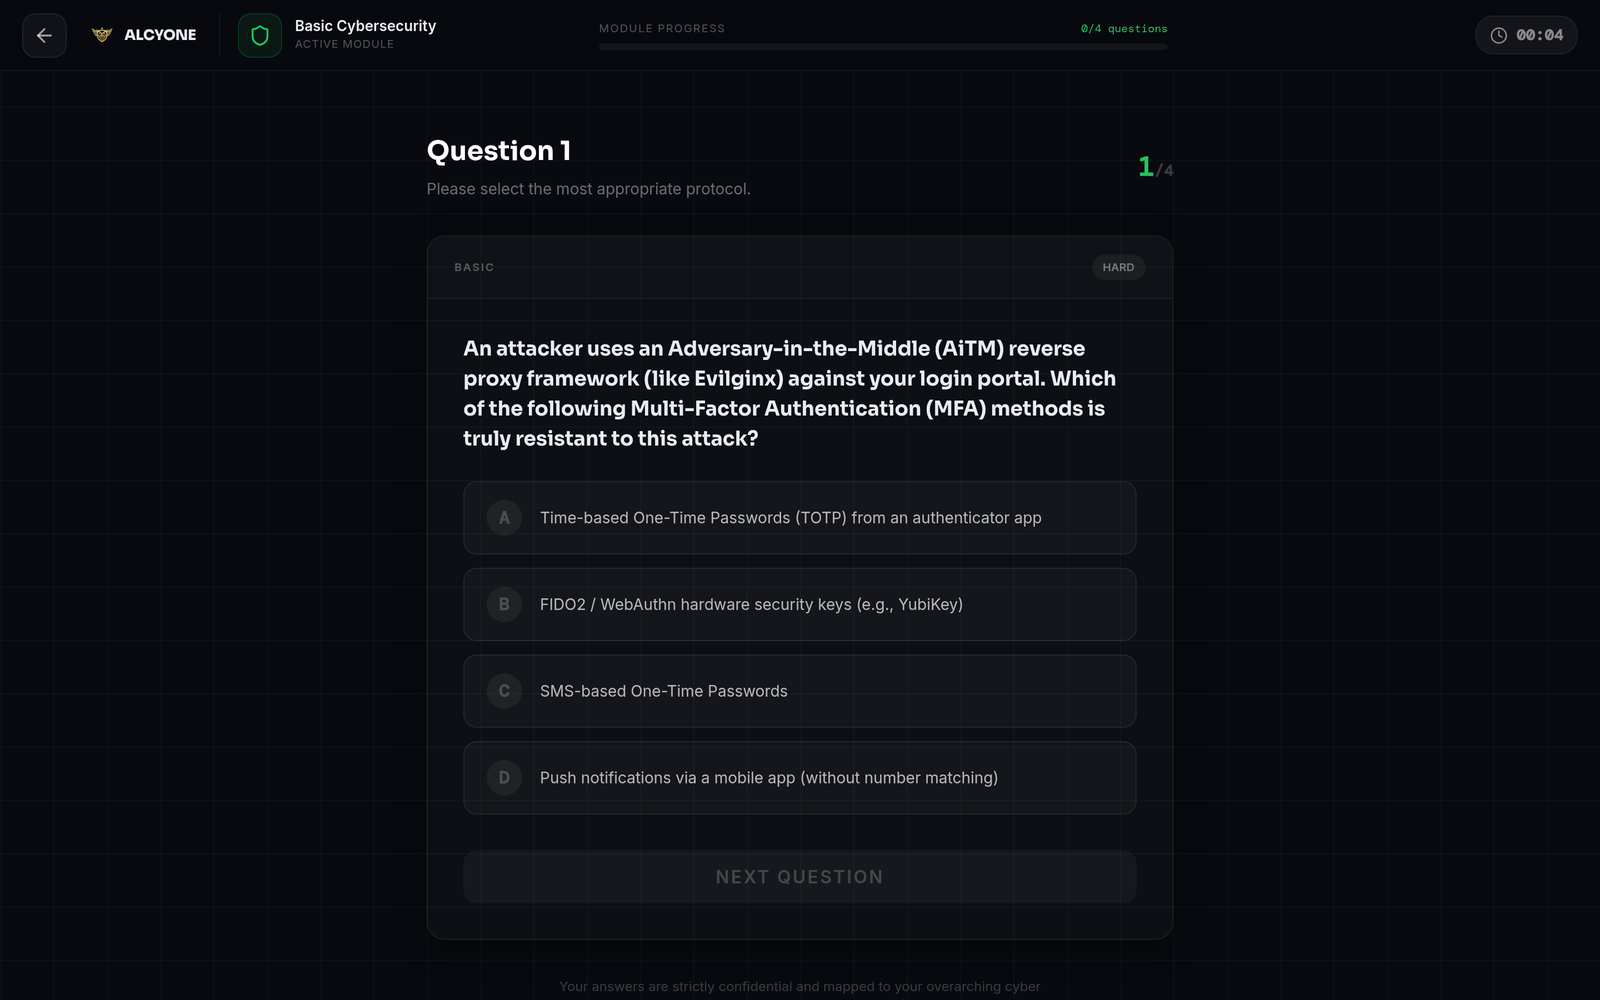 ALCYONE
Basic Cybersecurity
ACTIVE MODULE
MODULE PROGRESS
0/4 questions
00:04
Question 1
Please select the most appropriate protocol.
1/4
BASIC
HARD
An attacker uses an Adversary-in-the-Middle (AiTM) reverse
proxy framework (like Evilginx) against your login portal. Which
of the following Multi-Factor Authentication (MFA) methods is
truly resistant to this attack?
A
Time-based One-Time Passwords (TOTP) from an authenticator app
B
FIDO2 / WebAuthn hardware security keys (e.g., YubiKey)
C
SMS-based One-Time Passwords
D
Push notifications via a mobile app (without number matching)
NEXT QUESTION
Your answers are strictly confidential and mapped to your overarching cyber